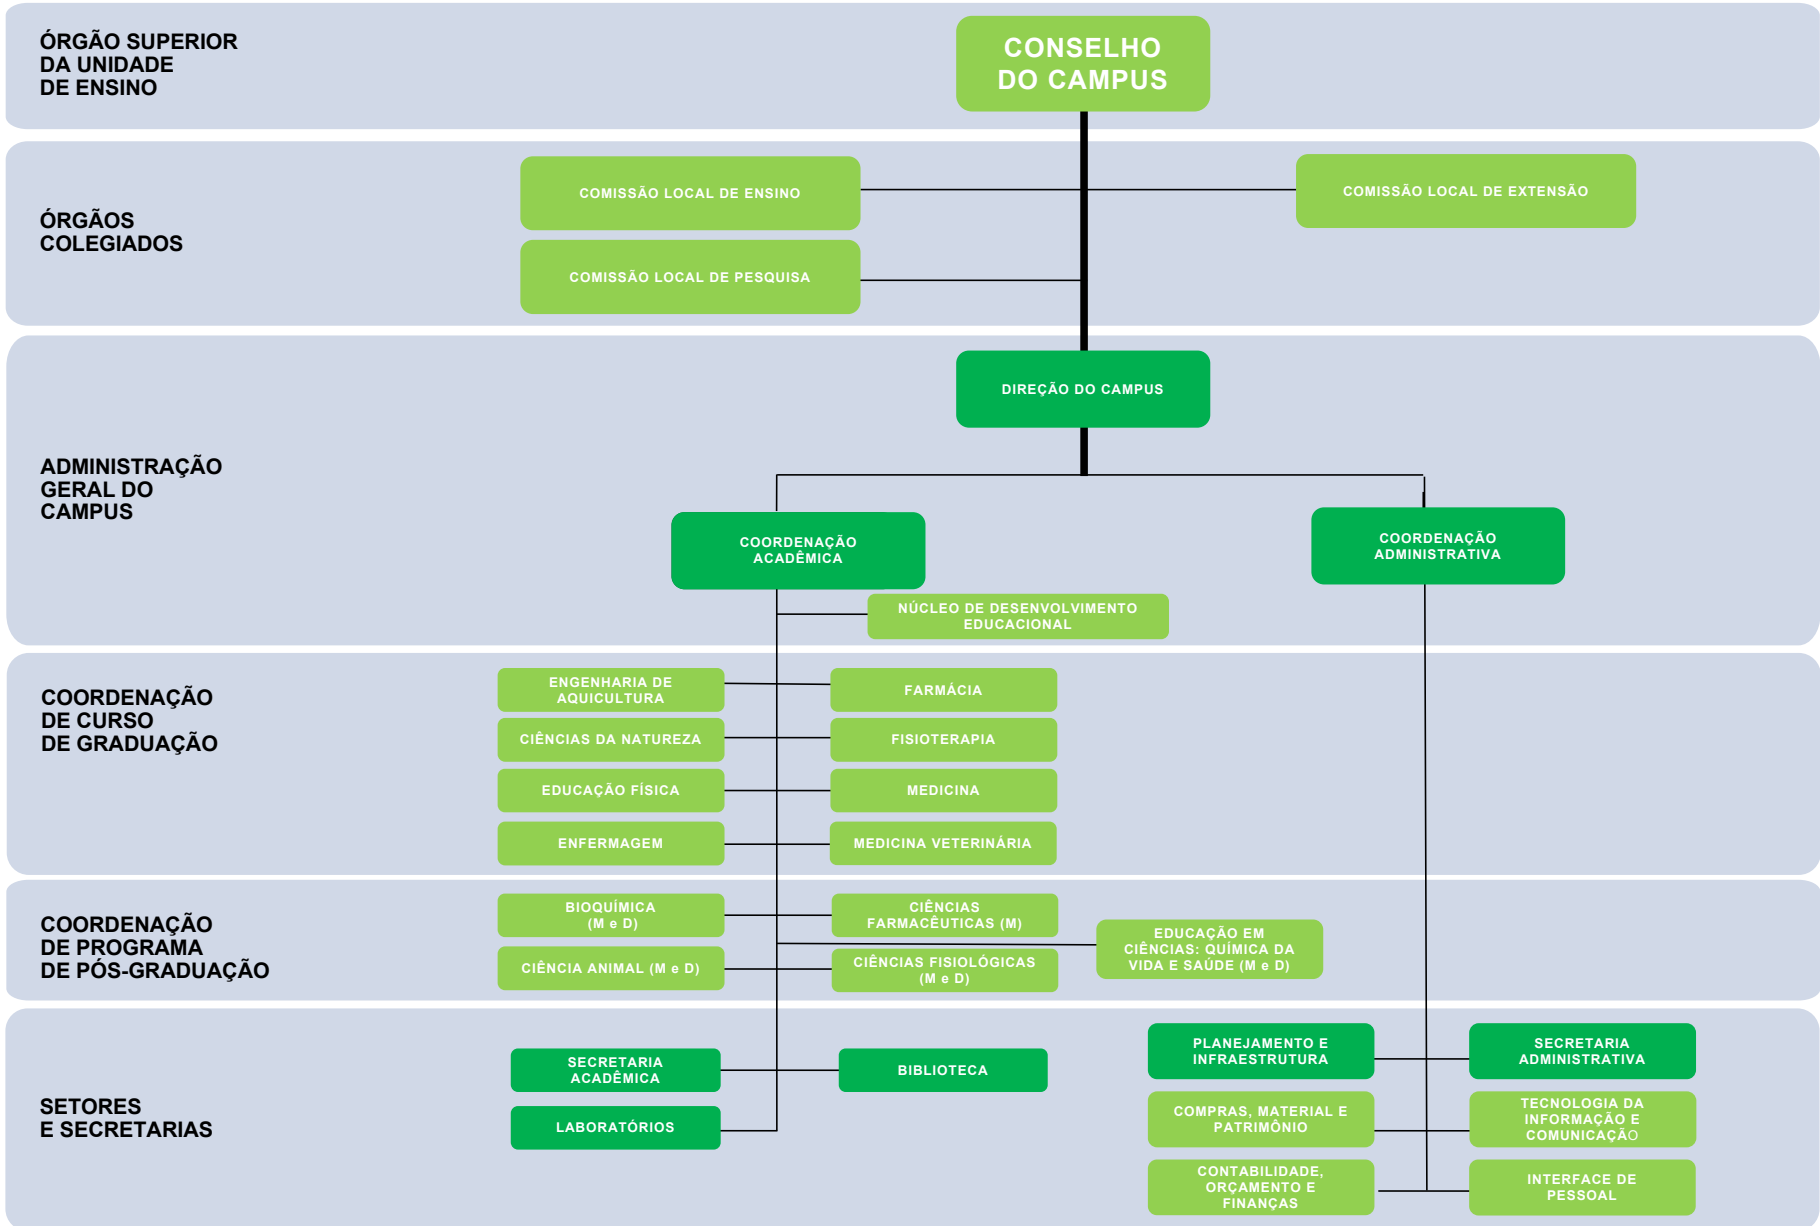 ÓRGÃO SUPERIOR
DA UNIDADE
DE ENSINO
CONSELHO
DO CAMPUS
ÓRGÃOS
COLEGIADOS
COMISSÃO LOCAL DE ENSINO
COMISSÃO LOCAL DE EXTENSÃO
COMISSÃO LOCAL DE PESQUISA
ADMINISTRAÇÃO
GERAL DO
CAMPUS
DIREÇÃO DO CAMPUS
COORDENAÇÃO
ACADÊMICA
COORDENAÇÃO
ADMINISTRATIVA
NÚCLEO DE DESENVOLVIMENTO
EDUCACIONAL
COORDENAÇÃO
DE CURSO
DE GRADUAÇÃO
ENGENHARIA DE
AQUICULTURA
FARMÁCIA
CIÊNCIAS DA NATUREZA
FISIOTERAPIA
EDUCAÇÃO FÍSICA
MEDICINA
ENFERMAGEM
MEDICINA VETERINÁRIA
COORDENAÇÃO
DE PROGRAMA
DE PÓS-GRADUAÇÃO
BIOQUÍMICA
(M e D)
CIÊNCIAS
FARMACÊUTICAS (M)
EDUCAÇÃO EM
CIÊNCIAS: QUÍMICA DA
VIDA E SAÚDE (M e D)
CIÊNCIA ANIMAL (M e D)
CIÊNCIAS FISIOLÓGICAS
(M e D)
SETORES
E SECRETARIAS
SECRETARIA
ACADÊMICA
BIBLIOTECA
LABORATÓRIOS
PLANEJAMENTO E
INFRAESTRUTURA
SECRETARIA
ADMINISTRATIVA
COMPRAS, MATERIAL E
PATRIMÔNIO
TECNOLOGIA DA
INFORMAÇÃO E
COMUNICAÇÃO
CONTABILIDADE,
ORÇAMENTO E
FINANÇAS
INTERFACE DE
PESSOAL